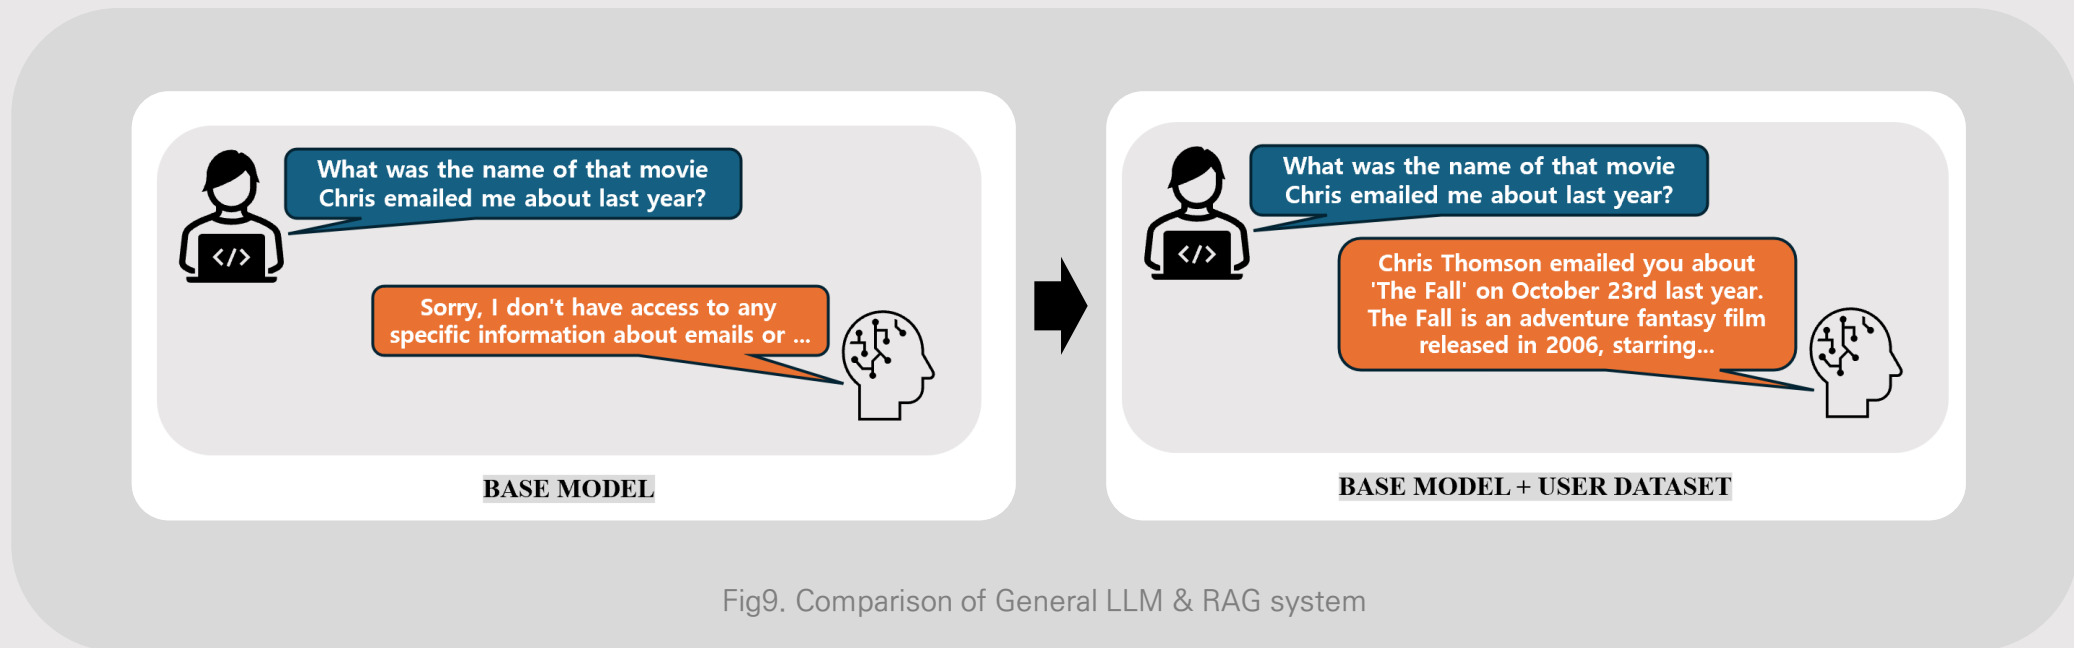 What was the name of that movie
Chris emailed me about last year?
</>
Sorry, I don't have access to any
specific information about emails or ...
BASE MODEL
What was the name of that movie
Chris emailed me about last year?
</>
Chris Thomson emailed you about
'The Fall' on October 23rd last year.
The Fall is an adventure fantasy film
released in 2006, starring...
BASE MODEL + USER DATASET
Fig9. Comparison of General LLM & RAG system